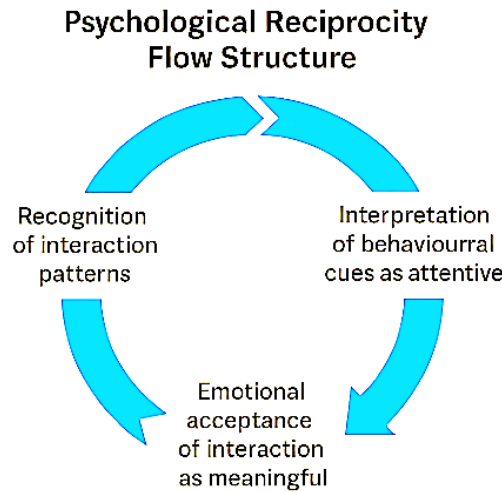 Psychological Reciprocity
Flow Structure
Recognition
of interaction
patterns
Interpretation
of behaviourral
cues as attentive
Emotional
acceptance
of interaction
as meaningful